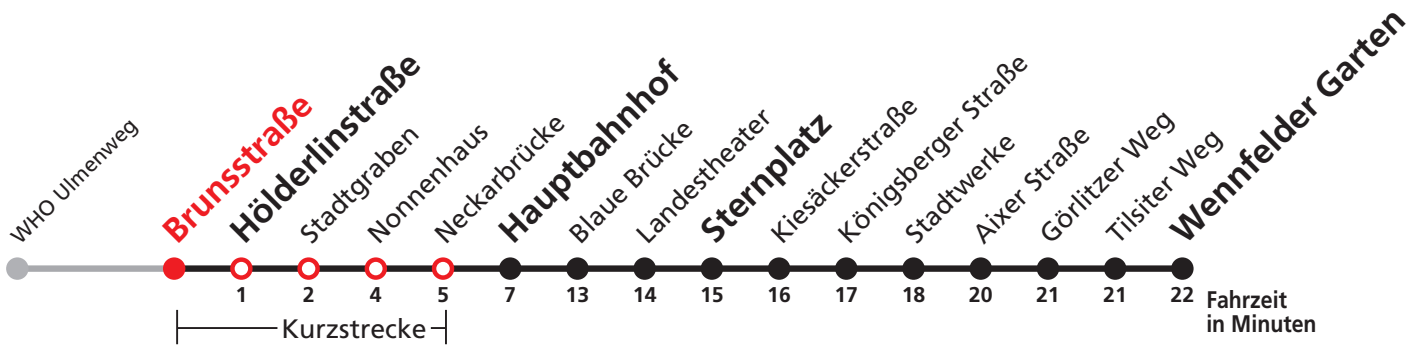 WHO Ulmenweg
Brunsstraße
Hölderlinstraße
Stadtgraben
Nonnenhaus
Neckarbrücke
Hauptbahnhof
Blaue Brücke
Landestheater
Sternplatz
Kiesäckerstraße
Königsberger Straße
Stadtwerke
Aixer Straße
Görlitzer Weg
Tilsiter Weg
Wennfelder Garten
1 2 4 5 7 13 14 15 16 17 18 20 21 21 22
Fahrzeit
in Minuten
Kurzstrecke